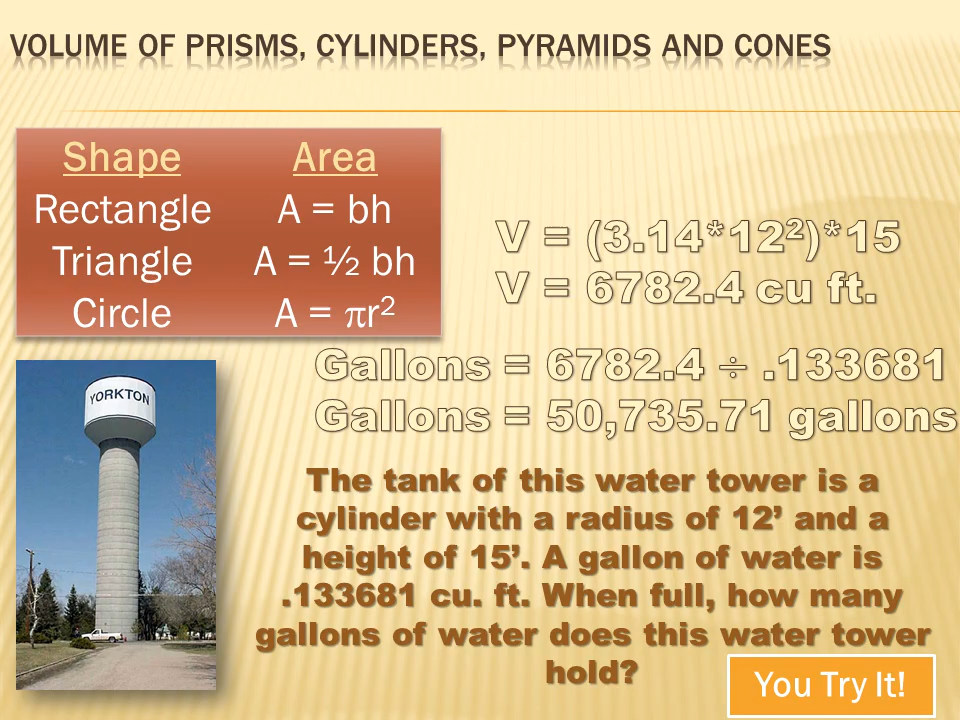 VOLUME OF PRISMS, CYLINDERS, PYRAMIDS AND CONES
Shape Area
Rectangle A = bh
Triangle A = ½ bh
Circle A = πr²
V = (3.14*12²)*15
V = 6782.4 cu ft.
Gallons = 6782.4 ÷ .133681
Gallons = 50,735.71 gallons
YORKTON
The tank of this water tower is a
cylinder with a radius of 12’ and a
height of 15’. A gallon of water is
.133681 cu. ft. When full, how many
gallons of water does this water tower
hold?
You Try It!